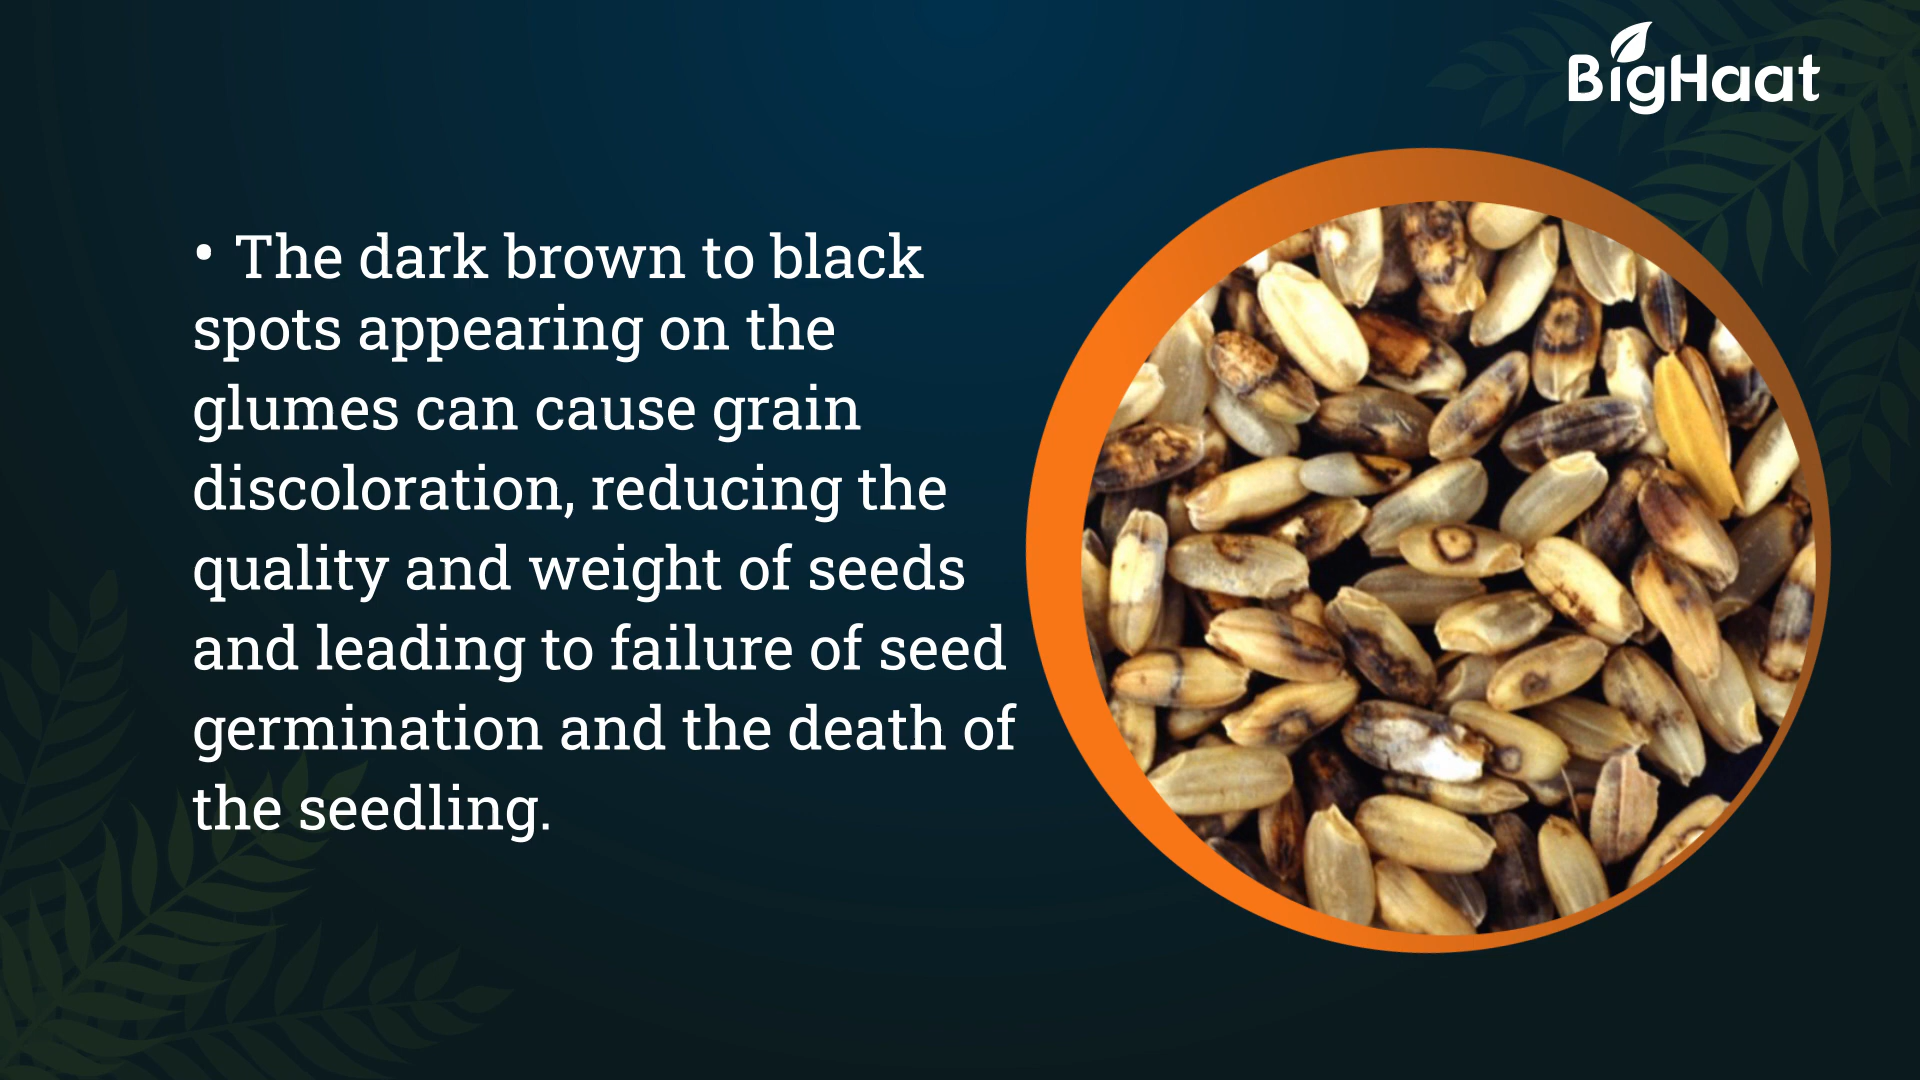 BigHaat
• The dark brown to black
spots appearing on the
glumes can cause grain
discoloration, reducing the
quality and weight of seeds
and leading to failure of seed
germination and the death of
the seedling.